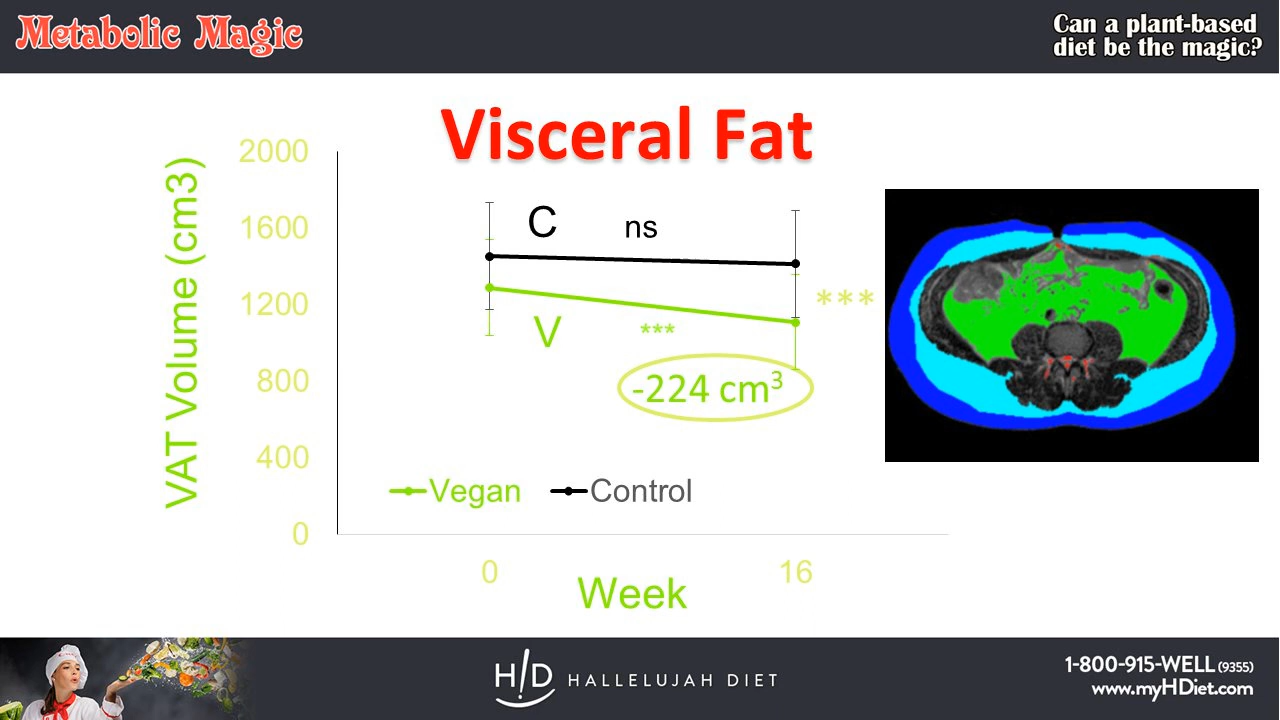 Metabolic Magic
Can a plant-based
diet be the magic?
Visceral Fat
VAT Volume (cm3)
2000
1600
1200
800
400
0
C ns
V ***
***
-224 cm³
Vegan Control
0 16
Week
H!D HALLELUJAH DIET
1-800-915-WELL (9355)
www.myHDiet.com